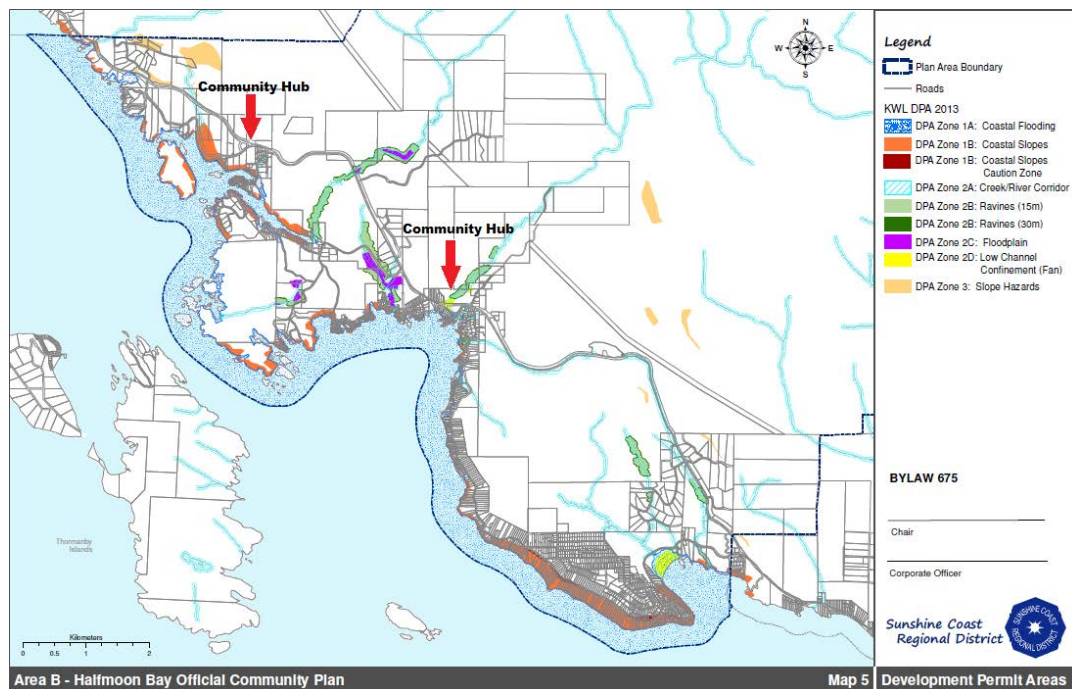 Community Hub
Community Hub
Thormanby
Islands
Kilometers
0 0.5 1 2
N
W E
S
Legend
Plan Area Boundary
Roads
KWL DPA 2013
DPA Zone 1A: Coastal Flooding
DPA Zone 1B: Coastal Slopes
DPA Zone 1B: Coastal Slopes
Caution Zone
DPA Zone 2A: Creek/River Corridor
DPA Zone 2B: Ravines (15m)
DPA Zone 2B: Ravines (30m)
DPA Zone 2C: Floodplain
DPA Zone 2D: Low Channel
Confinement (Fan)
DPA Zone 3: Slope Hazards
BYLAW 675
Chair
Corporate Officer
Sunshine Coast
Regional District
SUNSHINE COAST
REGIONAL DISTRICT
Area B - Halfmoon Bay Official Community Plan
Map 5
Development Permit Areas